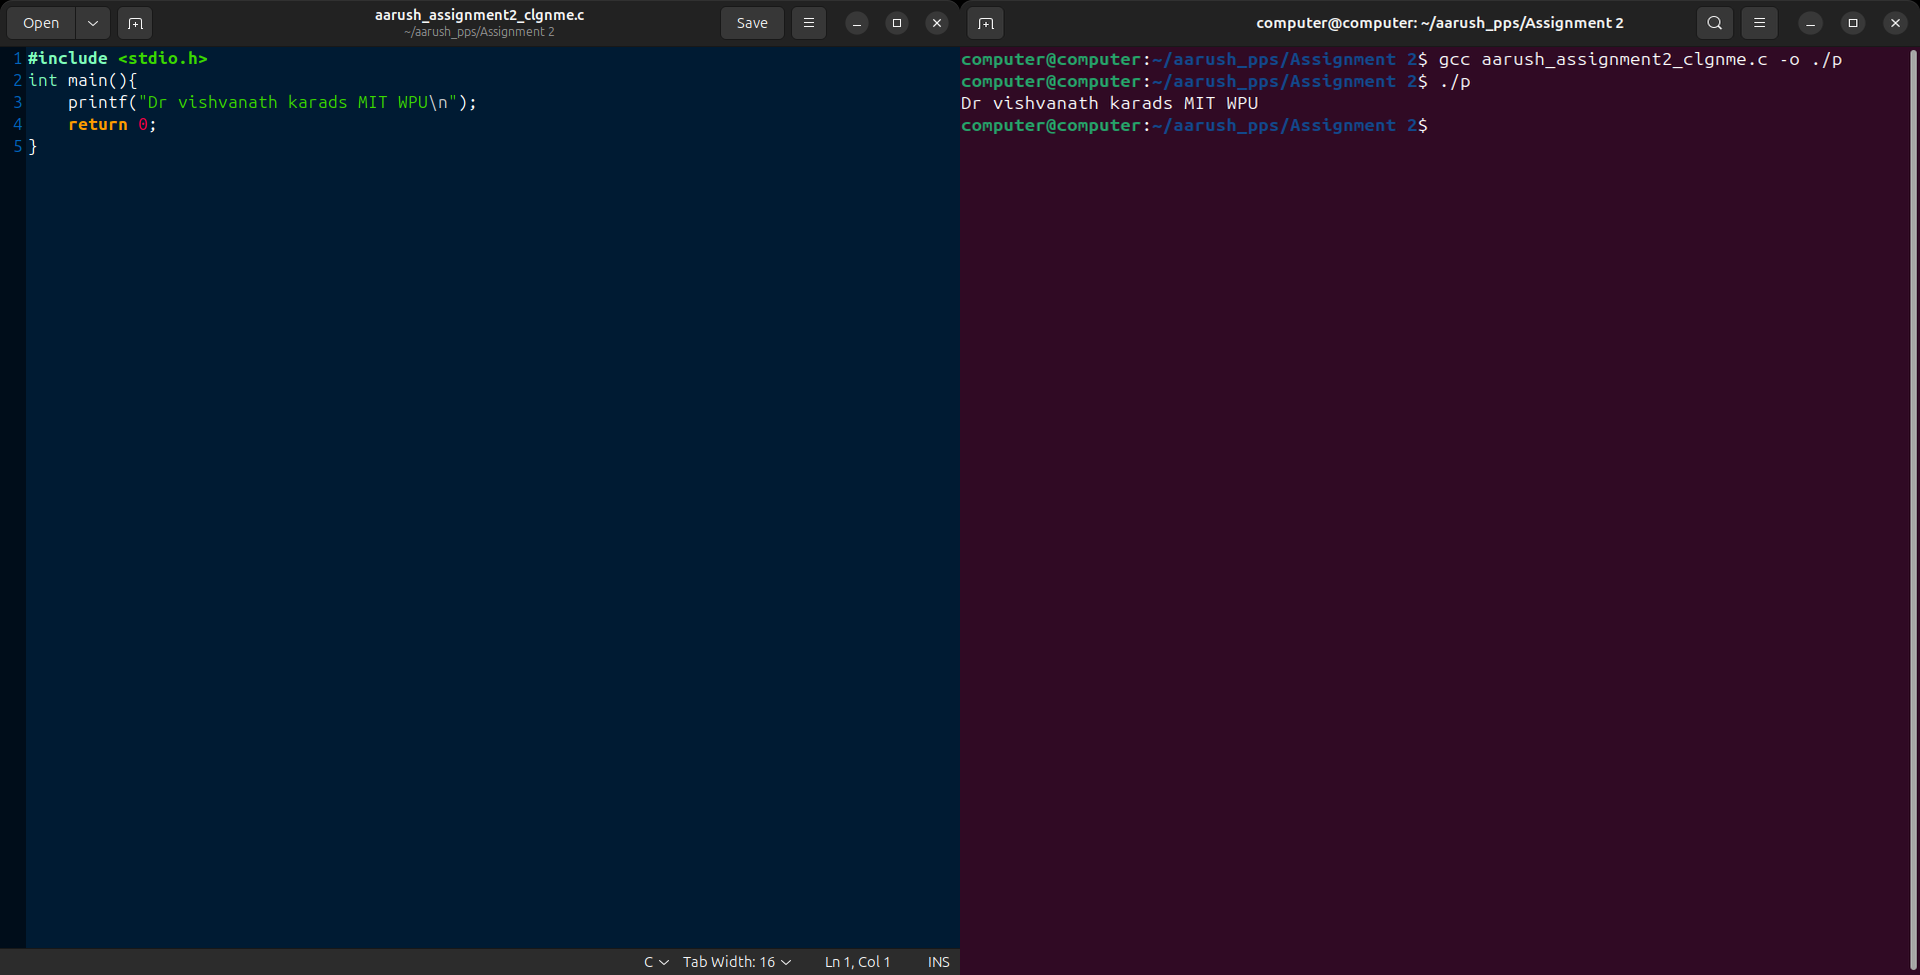 Open
aarush_assignment2_clgnme.c
~/aarush_pps/Assignment 2
Save
1 #include <stdio.h>
2 int main(){
3     printf("Dr vishvanath karads MIT WPU\n");
4     return 0;
5 }
C Tab Width: 16 Ln 1, Col 1 INS
computer@computer: ~/aarush_pps/Assignment 2
computer@computer:~/aarush_pps/Assignment 2$ gcc aarush_assignment2_clgnme.c -o ./p
computer@computer:~/aarush_pps/Assignment 2$ ./p
Dr vishvanath karads MIT WPU
computer@computer:~/aarush_pps/Assignment 2$